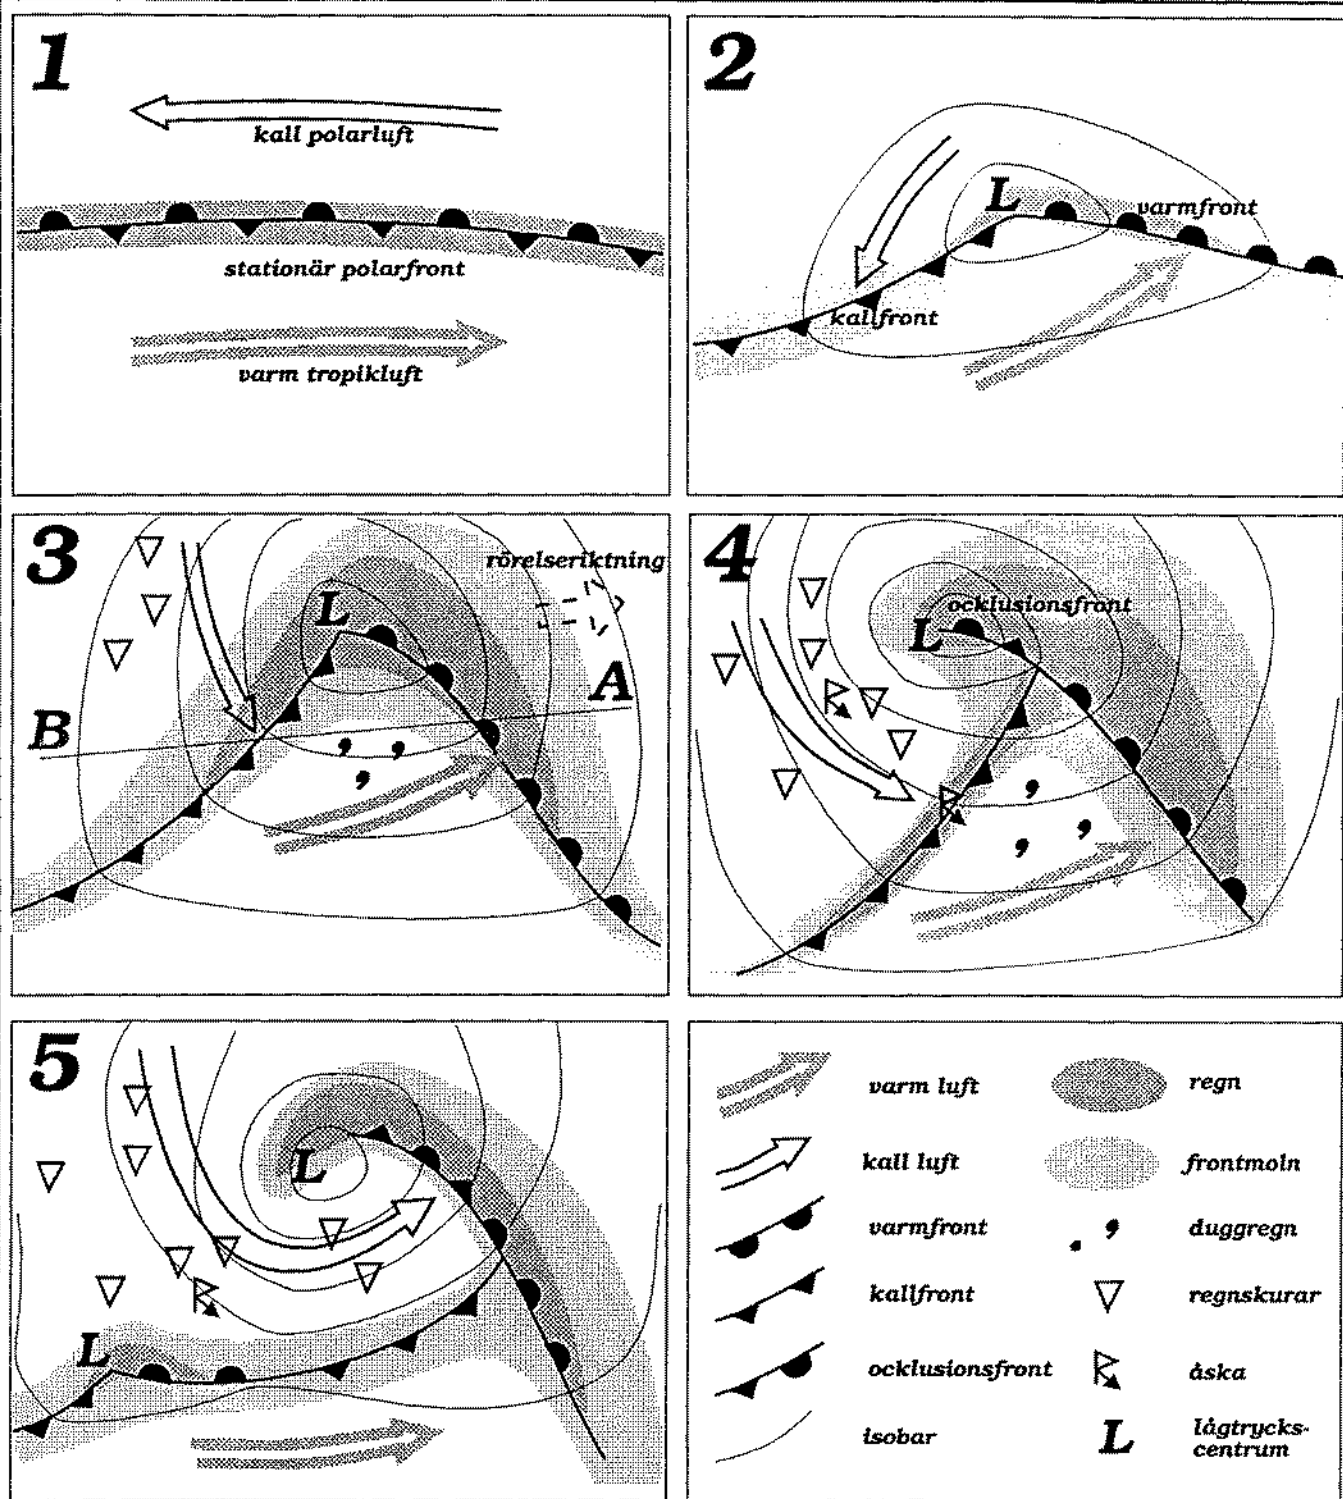 1
kall polarluft
stationär polarfront
varm tropikluft
2
L
varmfront
kallfront
3
rörelseriktning
L
A
B
4
ocklusionsfront
L
5
L
L
varm luft
regn
kall luft
frontmoln
varmfront
duggregn
kallfront
regnskurar
ocklusionsfront
åska
isobar
L
lågtrycks-
centrum